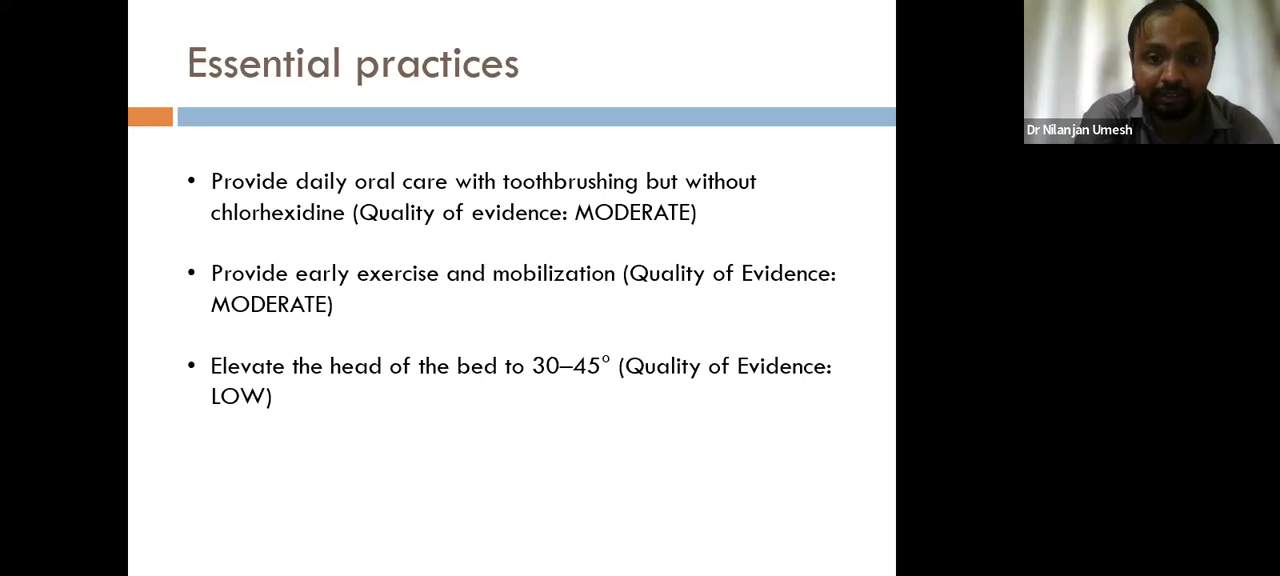 Essential practices
Dr Nilanjan Umesh
• Provide daily oral care with toothbrushing but without
chlorhexidine (Quality of evidence: MODERATE)
• Provide early exercise and mobilization (Quality of Evidence:
MODERATE)
• Elevate the head of the bed to 30–45° (Quality of Evidence:
LOW)